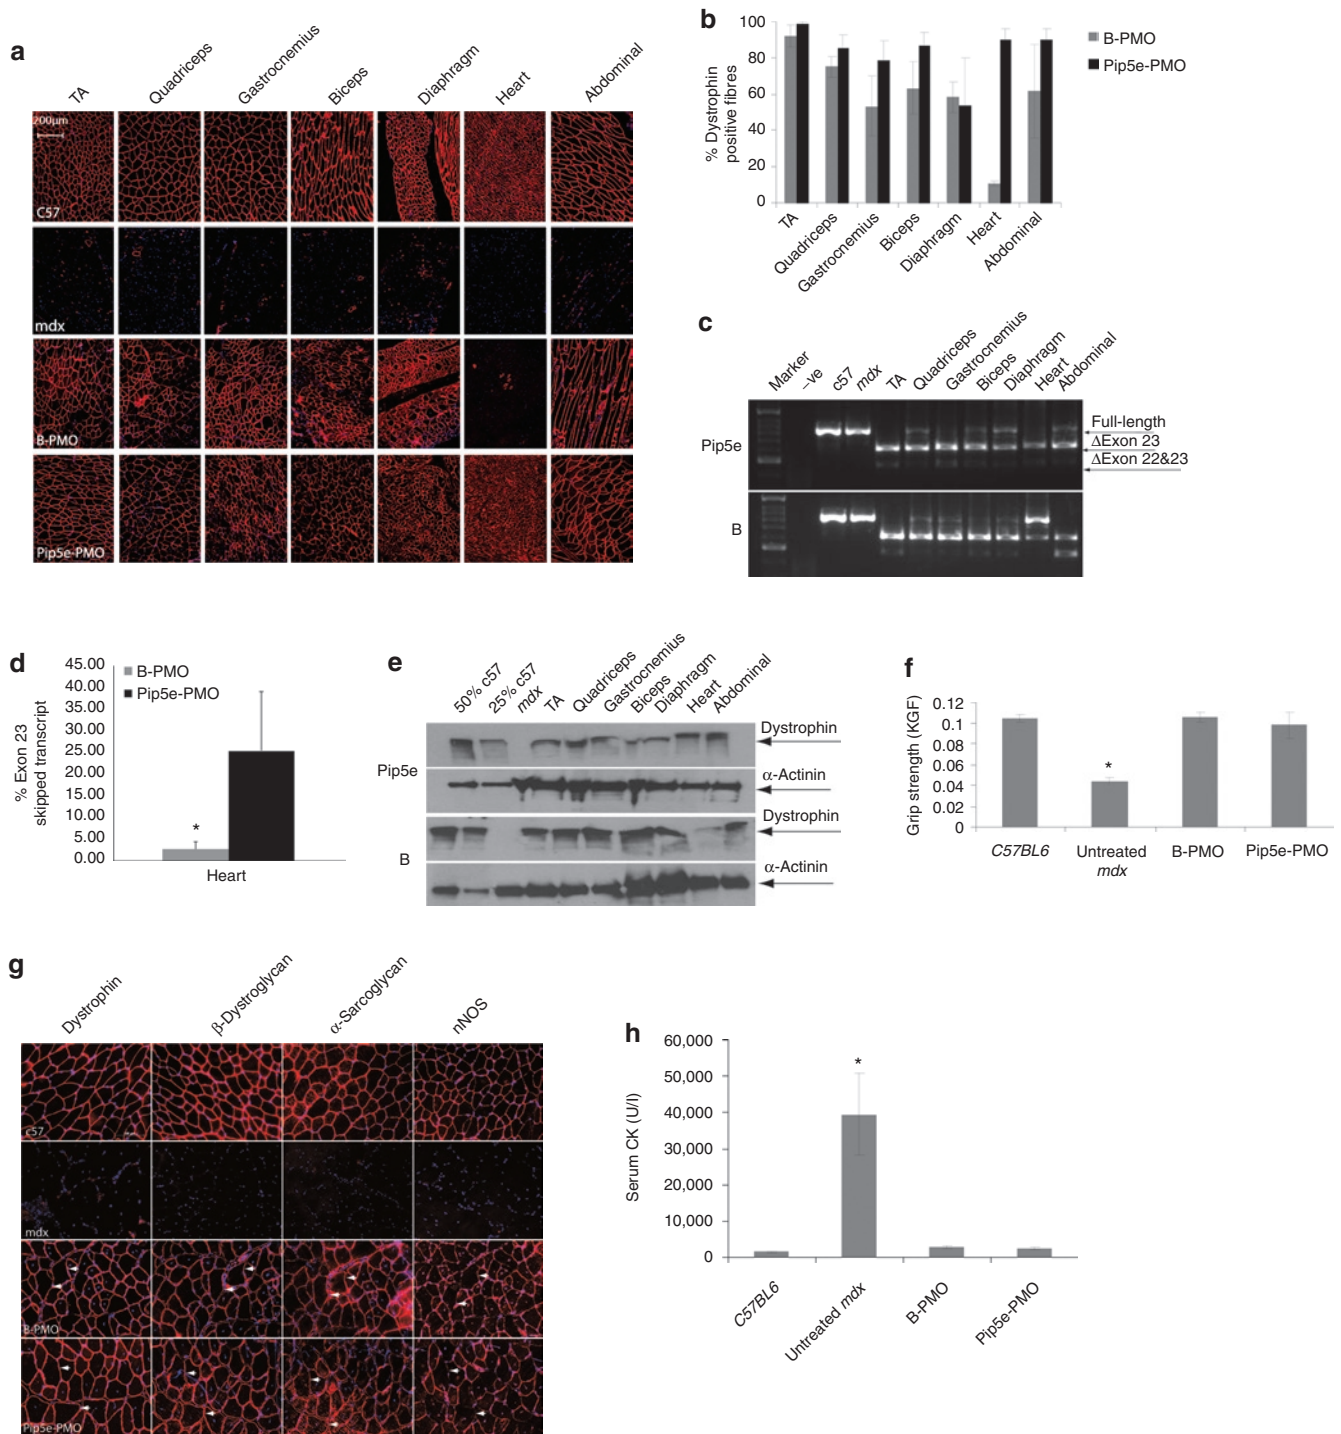 a
TA Quadriceps Gastrocnemius Biceps Diaphragm Heart Abdominal
200µm
C57
mdx
B-PMO
Pip5e-PMO
b
% Dystrophin
positive fibres
100
80
60
40
20
0
TA Quadriceps Gastrocnemius Biceps Diaphragm Heart Abdominal
B-PMO
Pip5e-PMO
c
Marker –ve c57 mdx TA Quadriceps Gastrocnemius Biceps Diaphragm Heart Abdominal
Pip5e
B
Full-length
ΔExon 23
ΔExon 22&23
d
% Exon 23
skipped transcript
45.00
40.00
35.00
30.00
25.00
20.00
15.00
10.00
5.00
0.00
B-PMO
Pip5e-PMO
*
Heart
e
50% c57 25% c57 mdx TA Quadriceps Gastrocnemius Biceps Diaphragm Heart Abdominal
Pip5e
B
Dystrophin
α-Actinin
Dystrophin
α-Actinin
f
Grip strength (KGF)
0.12
0.1
0.08
0.06
0.04
0.02
0
*
C57BL6 Untreated B-PMO Pip5e-PMO
mdx
g
Dystrophin β-Dystroglycan α-Sarcoglycan nNOS
c57
mdx
B-PMO
Pip5e-PMO
h
Serum CK (U/l)
60,000
50,000
40,000
30,000
20,000
10,000
0
*
C57BL6 Untreated mdx B-PMO Pip5e-PMO